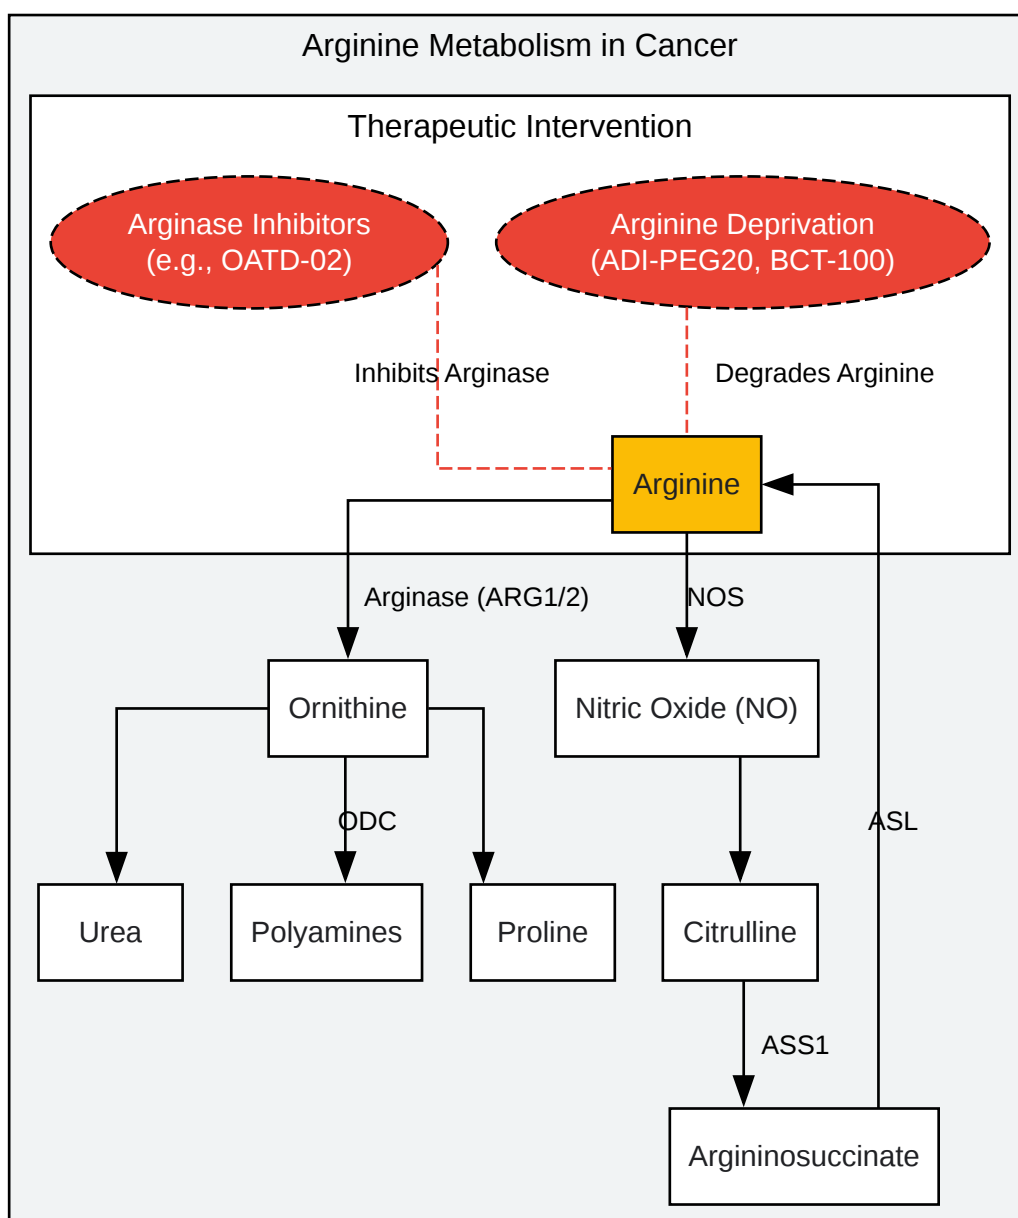 Arginine Metabolism in Cancer
Therapeutic Intervention
Arginase Inhibitors
(e.g., OATD-02)
Arginine Deprivation
(ADI-PEG20, BCT-100)
Inhibits Arginase
Degrades Arginine
Arginine
Arginase (ARG1/2)
NOS
Ornithine
Nitric Oxide (NO)
ODC
ASL
Urea
Polyamines
Proline
Citrulline
ASS1
Argininosuccinate